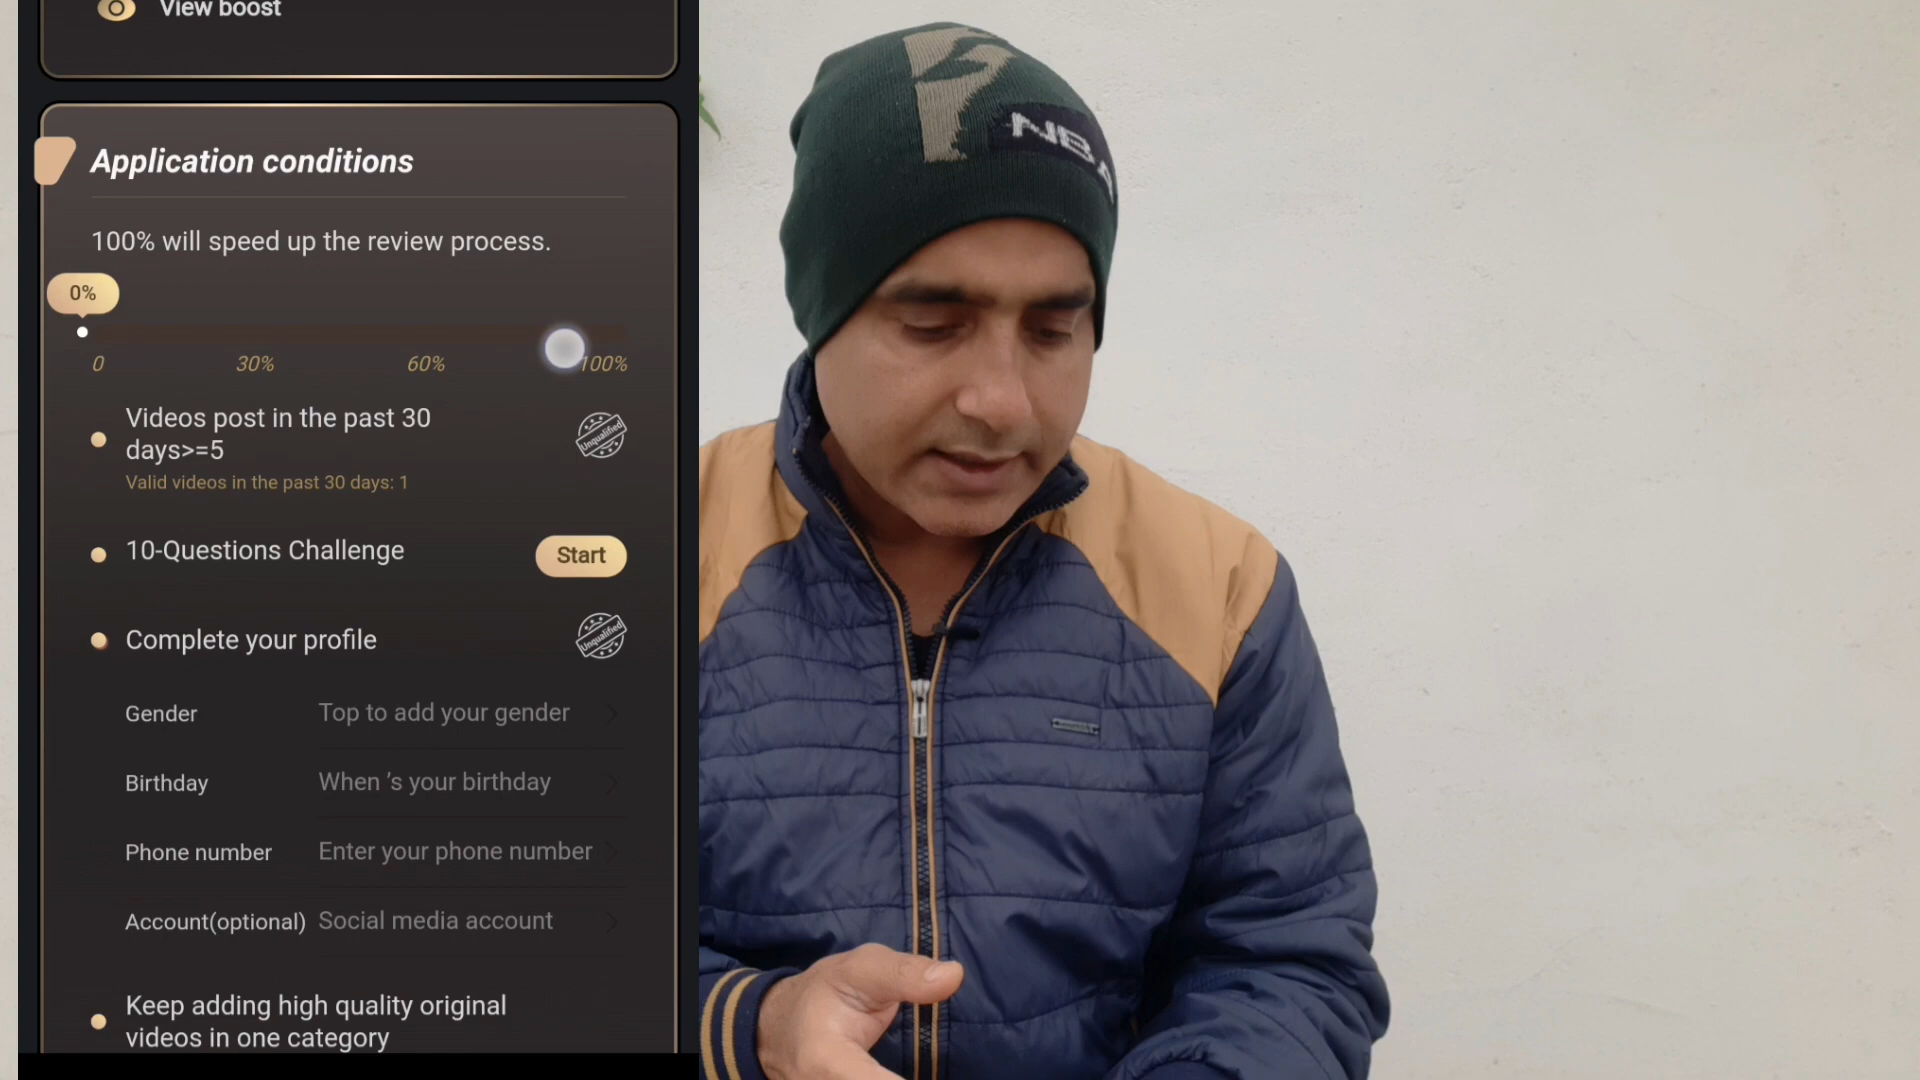 View boost
Application conditions
100% will speed up the review process.
0%
0 30% 60% 100%
Videos post in the past 30
days>=5
Unqualified
Valid videos in the past 30 days: 1
10-Questions Challenge
Start
Complete your profile
Unqualified
Gender Top to add your gender
Birthday When 's your birthday
Phone number Enter your phone number
Account(optional) Social media account
Keep adding high quality original
videos in one category
NBA